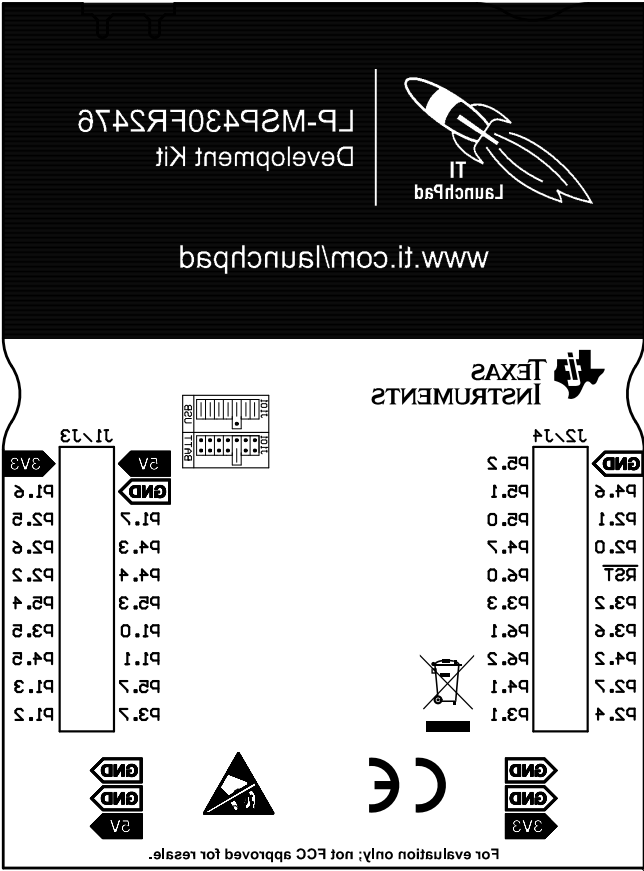 LP-MSP430FR2476
Development Kit
TI
LaunchPad
www.ti.com/launchpad
TEXAS
INSTRUMENTS
J101 USB
J101 BATT
J2/J4 J1/J3
GND P5.2 5V 3V3
P4.6 P5.1 GND P1.6
P2.1 P5.0 P1.7 P2.5
P2.0 P4.7 P4.3 P2.6
RST P6.0 P4.4 P2.2
P3.2 P3.3 P5.3 P5.4
P3.6 P6.1 P1.0 P3.5
P4.2 P6.2 P1.1 P4.5
P2.7 P4.1 P5.7 P1.3
P2.4 P3.1 P3.7 P1.2
GND CE GND
GND GND
3V3 5V
For evaluation only; not FCC approved for resale.